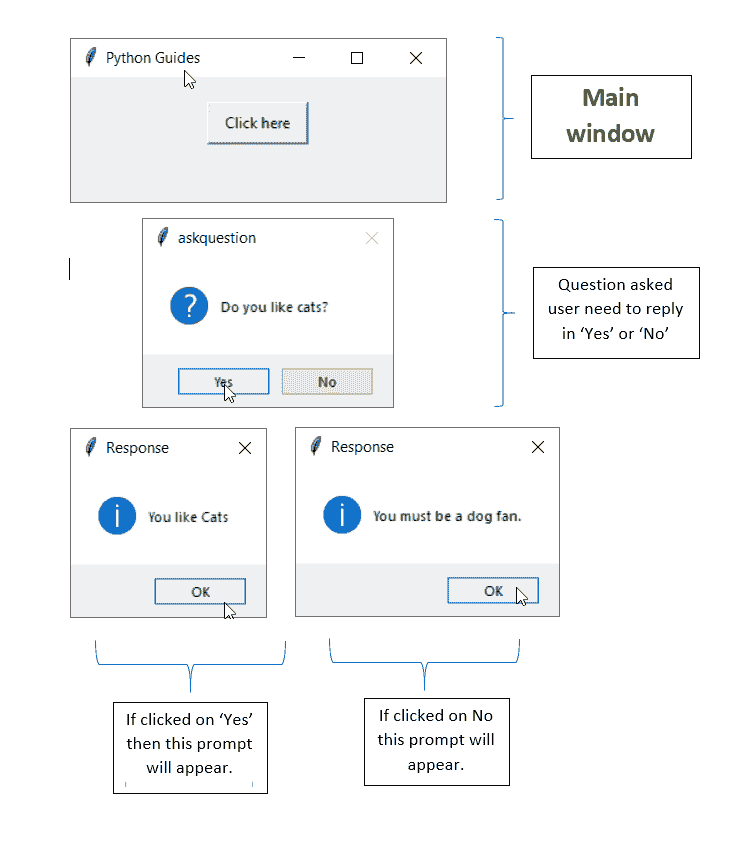 Python Guides
Click here
Main
window
askquestion
Do you like cats?
Yes
No
Question asked
user need to reply
in ‘Yes’ or ‘No’
Response
You like Cats
OK
Response
You must be a dog fan.
OK
If clicked on ‘Yes’
then this prompt
will appear.
If clicked on No
this prompt will
appear.